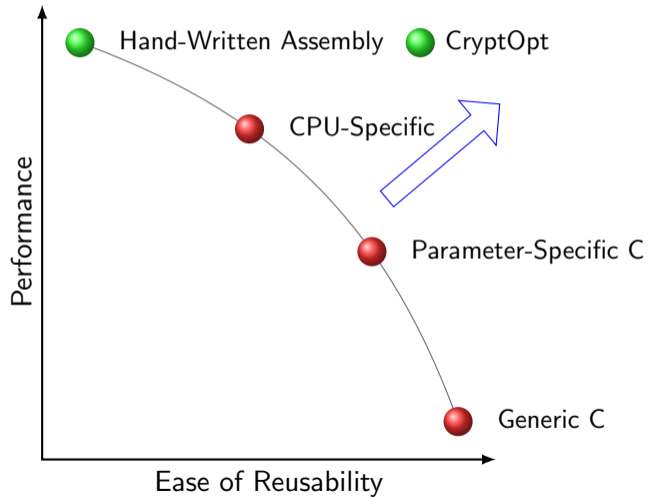 Hand-Written Assembly
CryptOpt
CPU-Specific
Parameter-Specific C
Generic C
Performance
Ease of Reusability